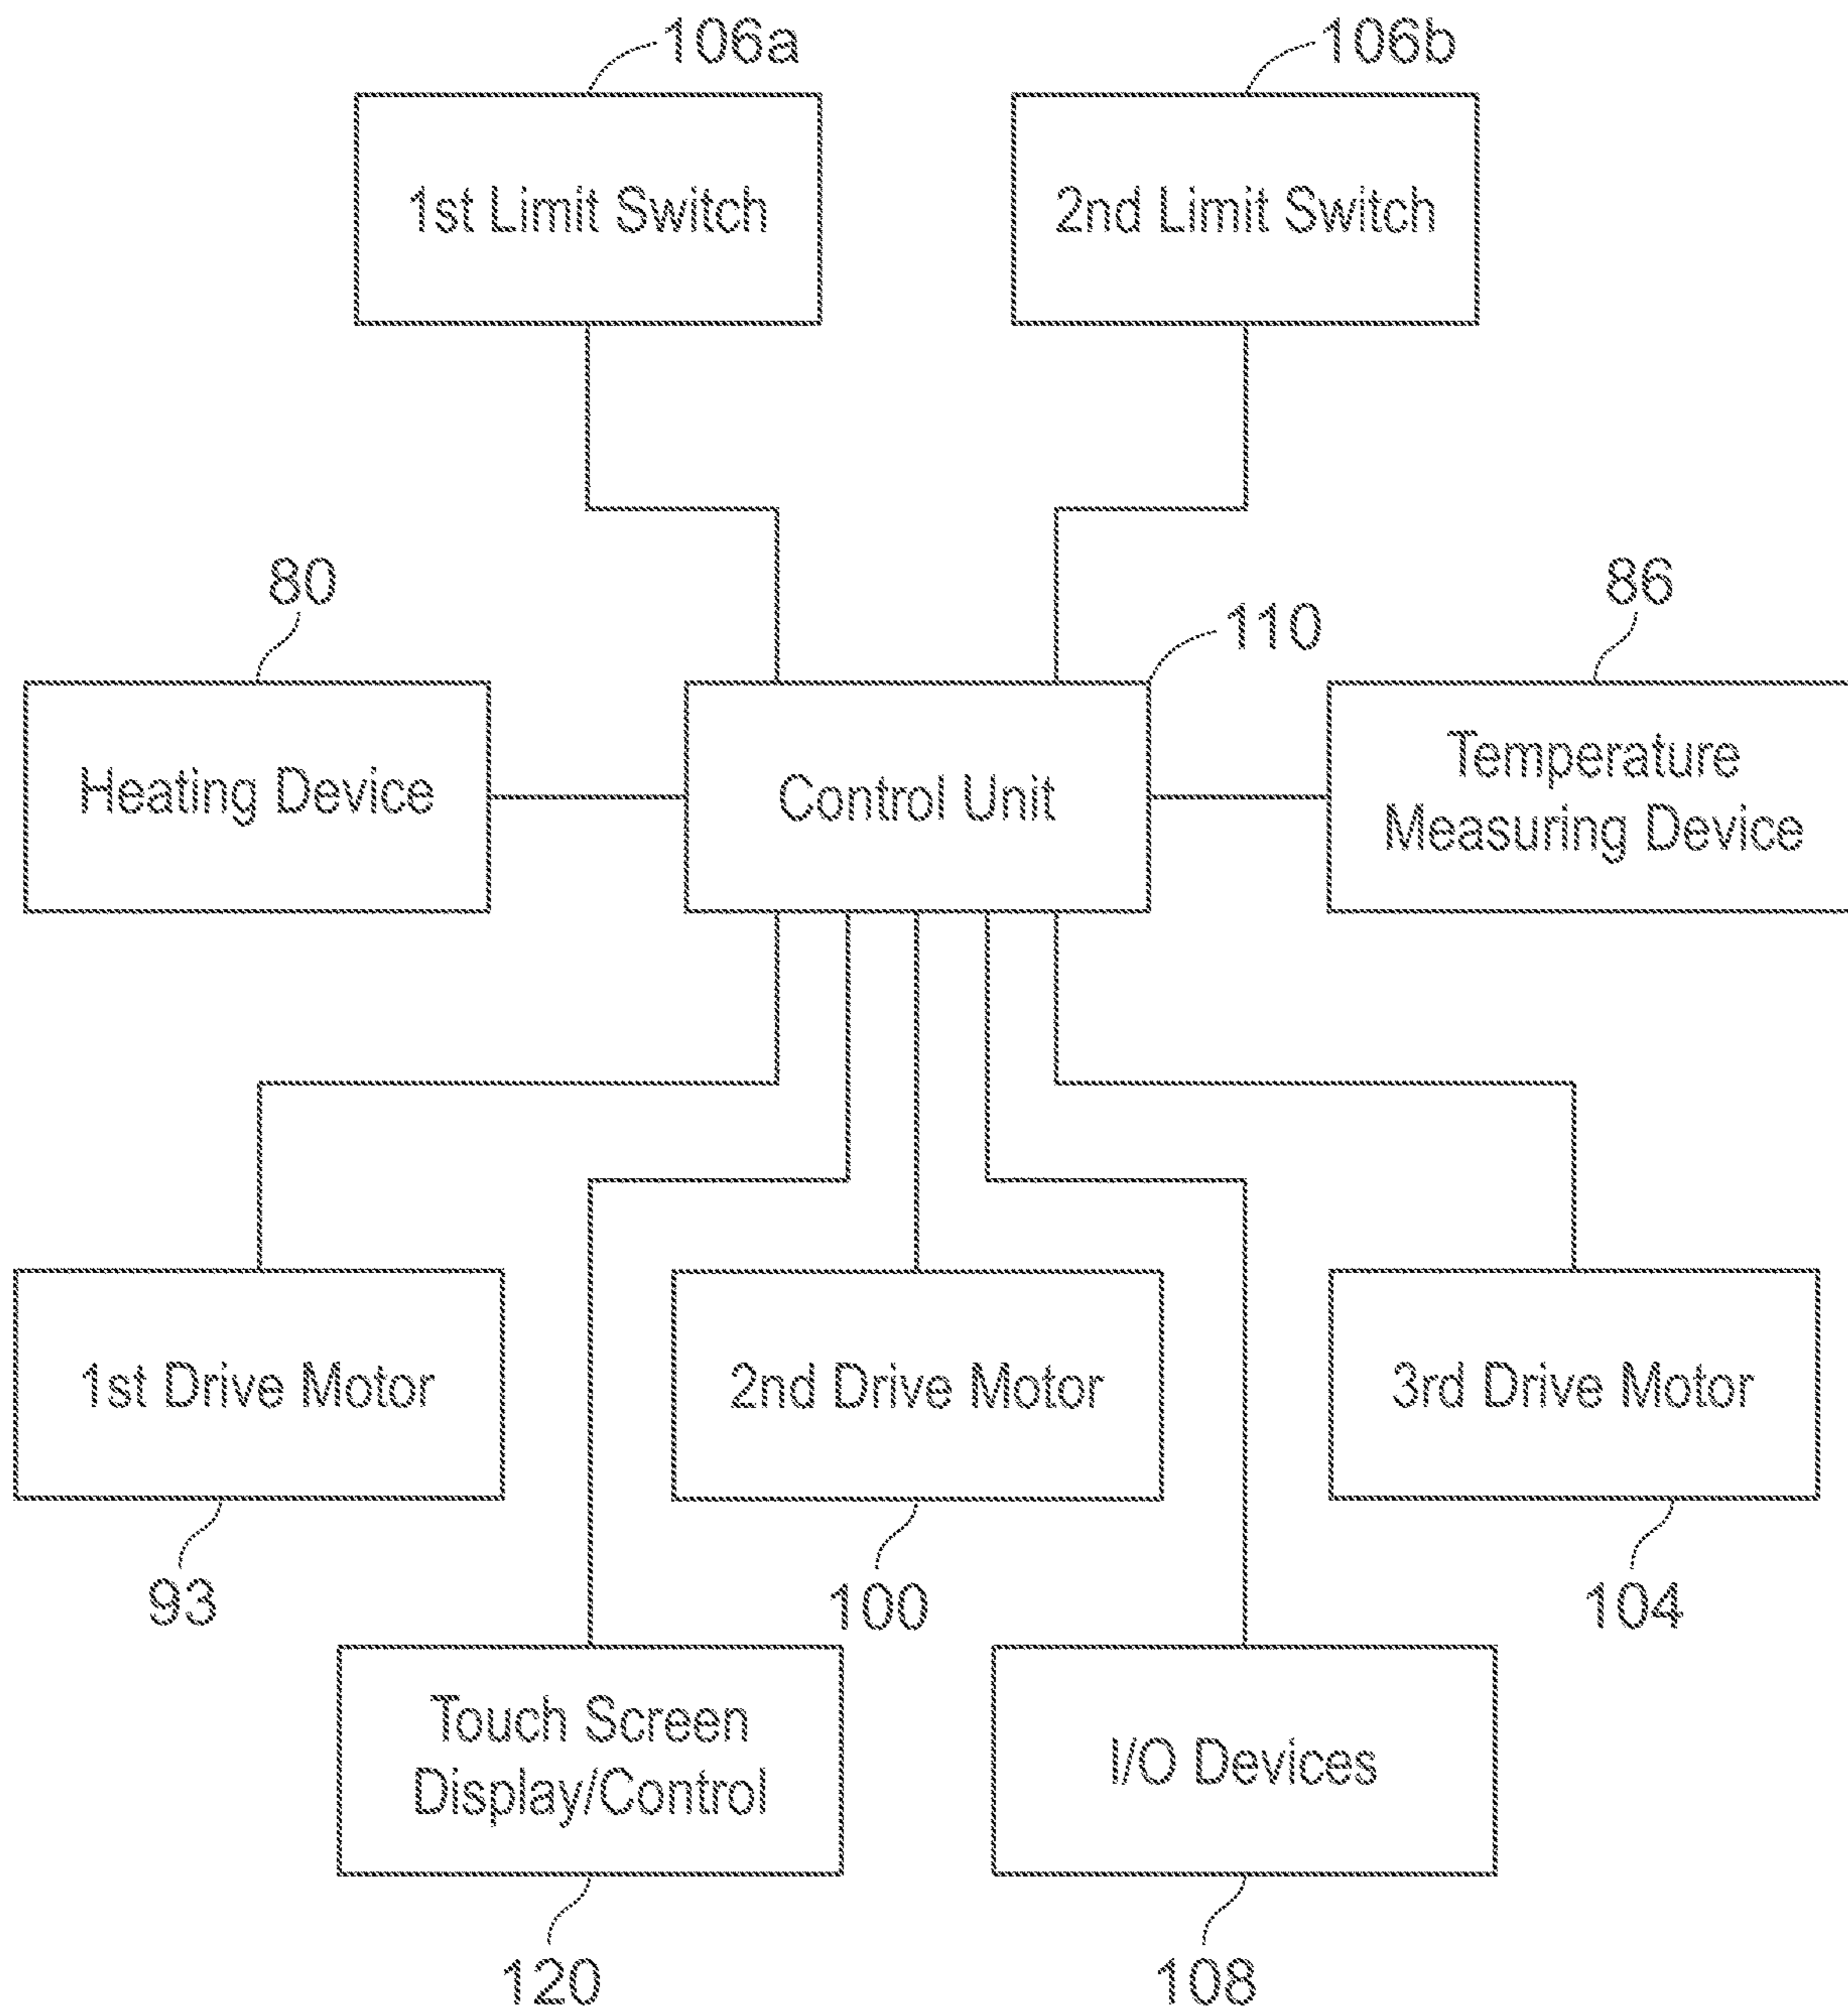 106a
106b
1st Limit Switch
2nd Limit Switch
80
86
110
Heating Device
Control Unit
Temperature
Measuring Device
1st Drive Motor
2nd Drive Motor
3rd Drive Motor
93
100
104
Touch Screen
Display/Control
I/O Devices
120
108